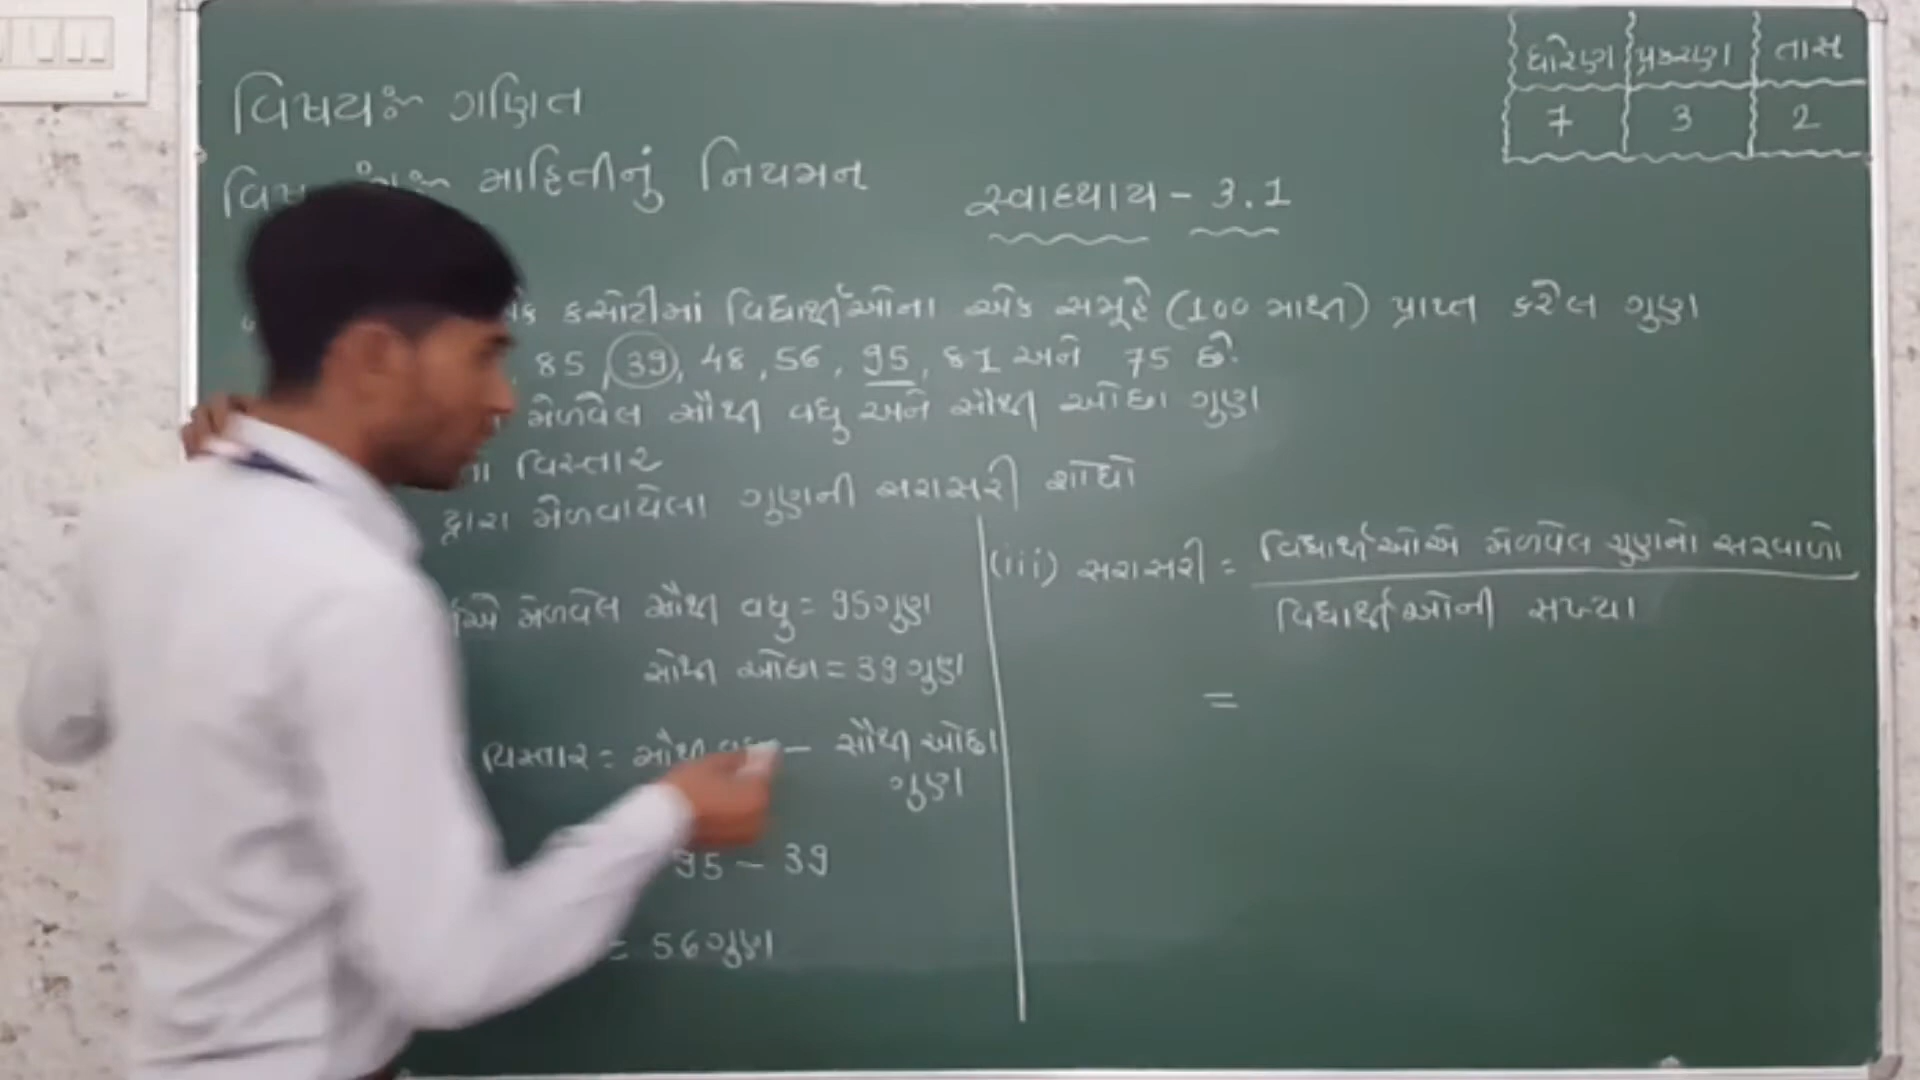 ધોરણ પ્રકરણ તાસ
7 3 2
વિષયઃ ગણિત
માહિતીનું નિયમન
સ્વાધ્યાય - 3.1
કસોટીમાં વિદ્યાર્થીઓના એક સમૂહે (100 માંથી) પ્રાપ્ત કરેલ ગુણ
85, 39, 48, 56, 95, 81 અને 75 છે.
મેળવેલ સૌથી વધુ અને સૌથી ઓછા ગુણ
વિસ્તાર
દ્વારા મેળવાયેલા ગુણની સરાસરી શોધો
મેળવેલ સૌથી વધુ = 95 ગુણ
સૌથી ઓછા = 39 ગુણ
વિસ્તાર = સૌથી વધુ - સૌથી ઓછા
ગુણ
95 - 39
= 56 ગુણ
(iii) સરાસરી = વિદ્યાર્થીઓએ મેળવેલ ગુણનો સરવાળો
વિદ્યાર્થીઓની સંખ્યા
=